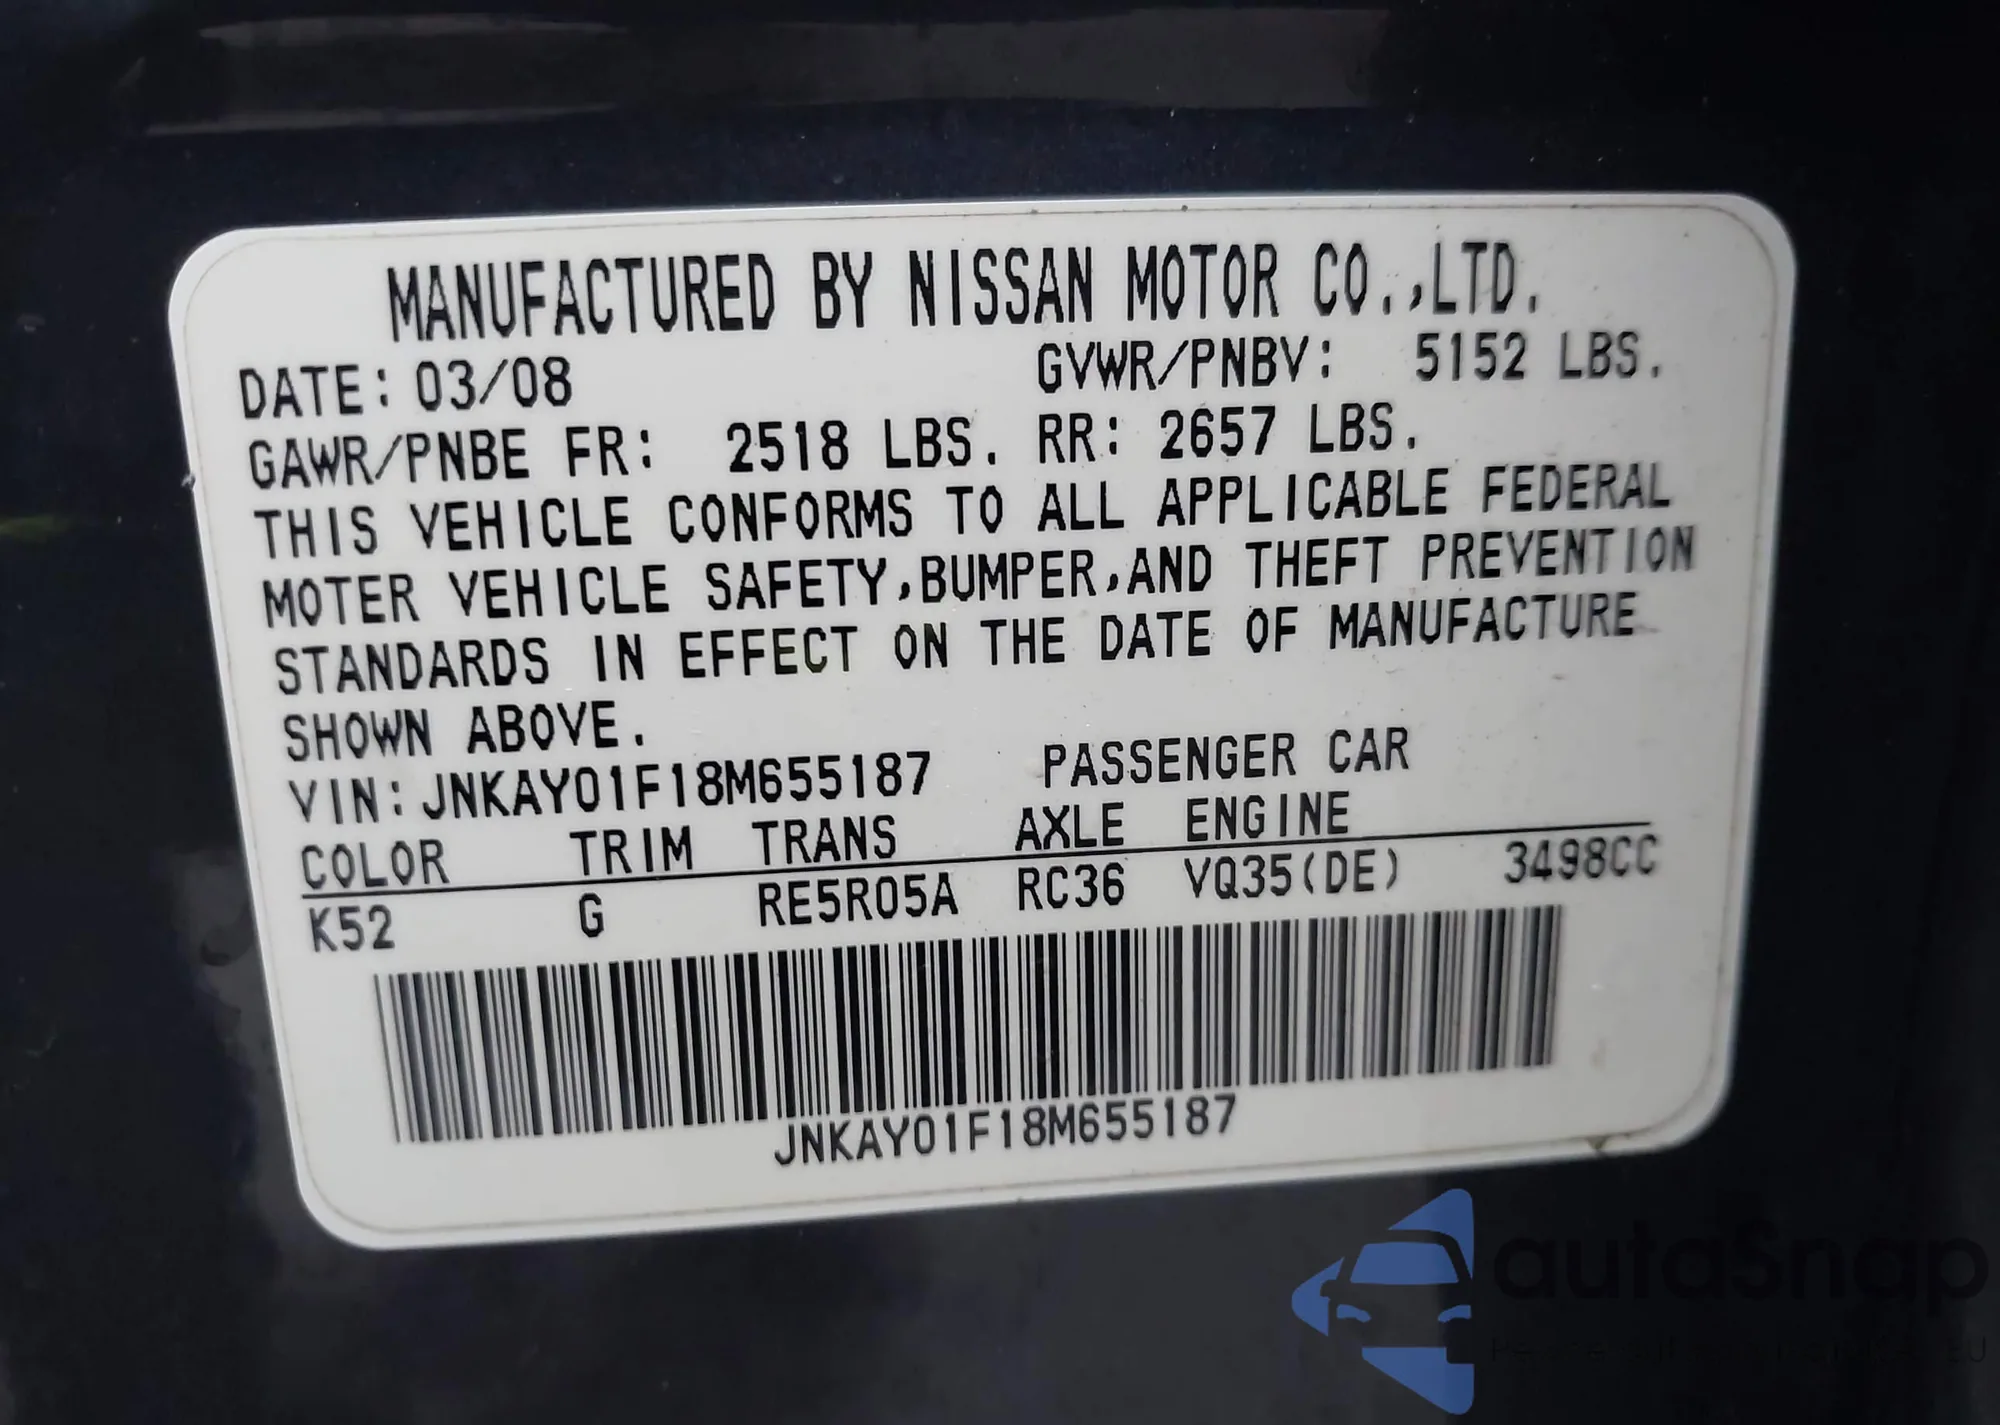 MANUFACTURED BY NISSAN MOTOR CO.,LTD.
DATE: 03/08 GVWR/PNBV: 5152 LBS.
GAWR/PNBE FR: 2518 LBS. RR: 2657 LBS.
THIS VEHICLE CONFORMS TO ALL APPLICABLE FEDERAL
MOTER VEHICLE SAFETY,BUMPER,AND THEFT PREVENTION
STANDARDS IN EFFECT ON THE DATE OF MANUFACTURE
SHOWN ABOVE.
VIN: JNKAY01F18M655187 PASSENGER CAR
COLOR TRIM TRANS AXLE ENGINE
K52 G RE5R05A RC36 VQ35(DE) 3498CC
JNKAY01F18M655187
autoSnap